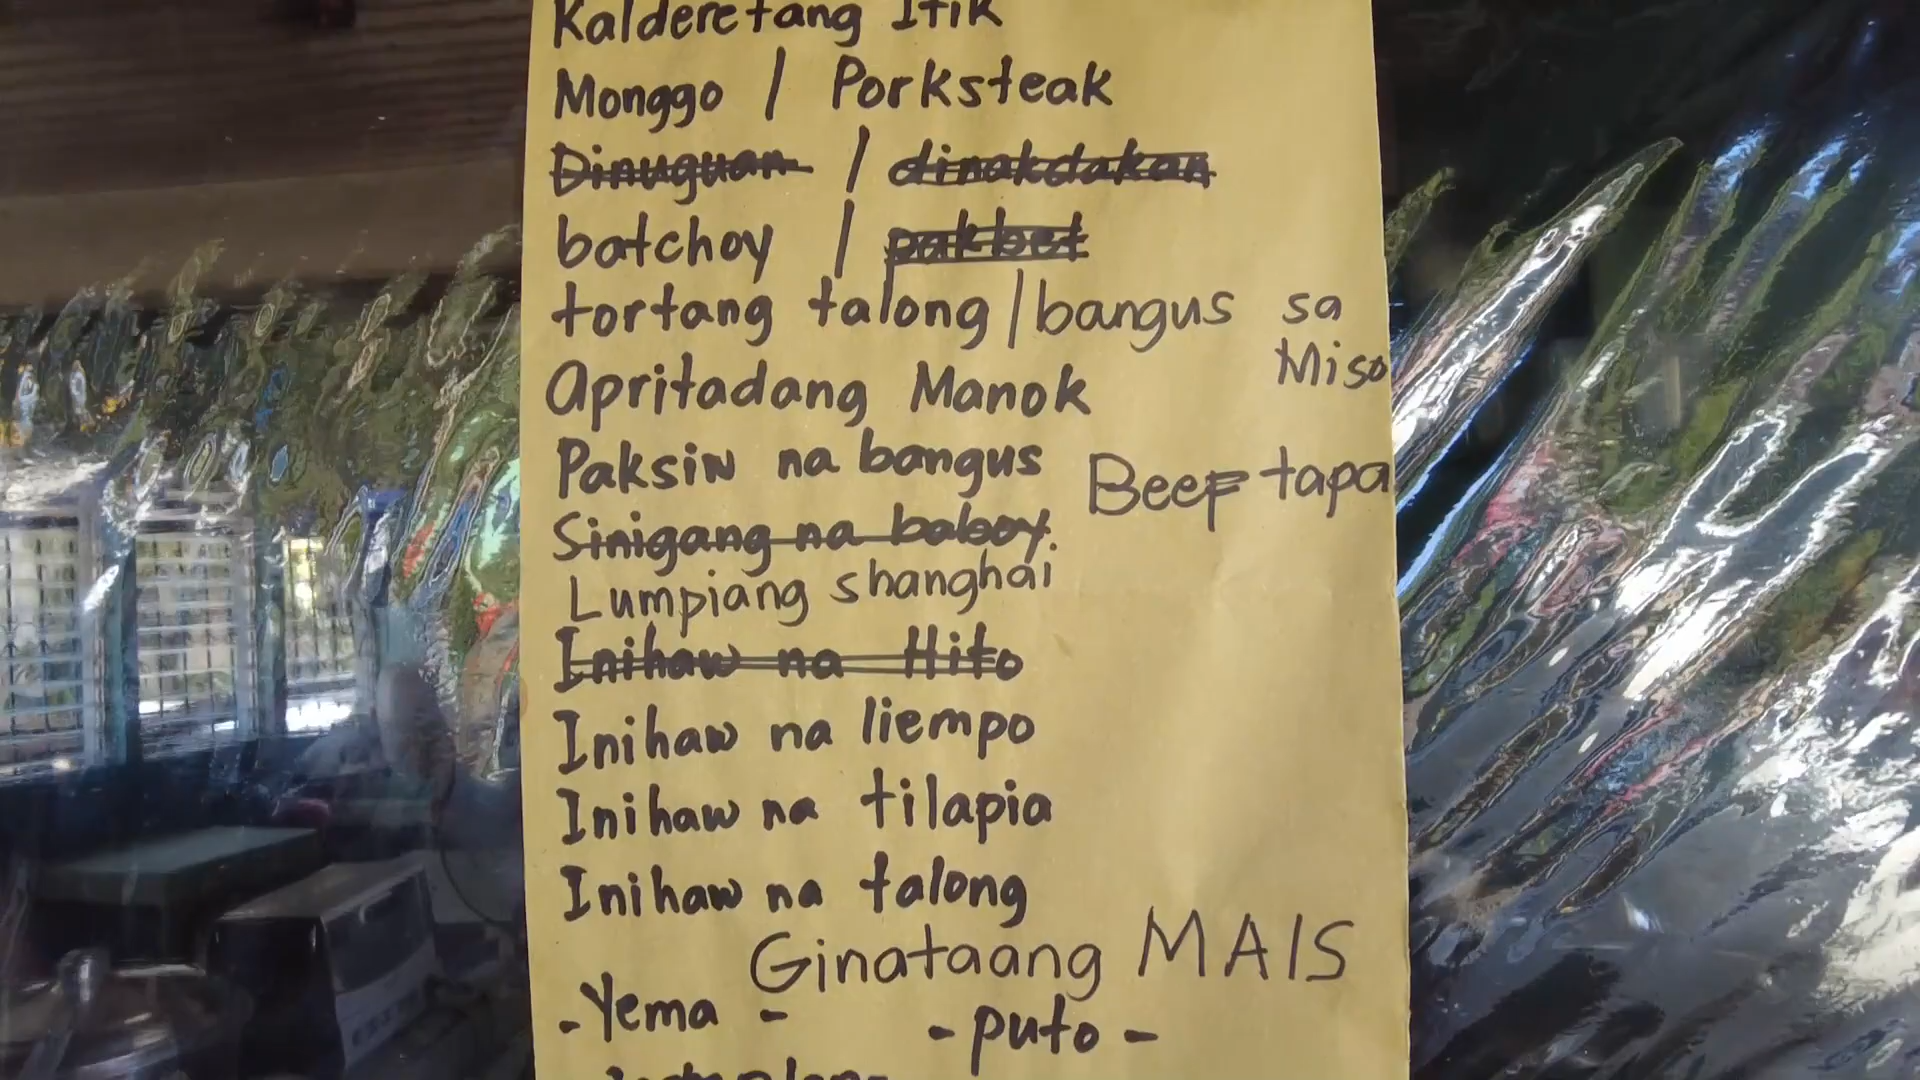 Kalderetang Itik
Monggo / Porksteak
Dinuguan / dinakdakan
batchoy / pakbet
tortang talong / bangus sa
Miso
Apritadang Manok
Paksiw na bangus
Beef tapa
Sinigang na baboy.
Lumpiang shanghai
Inihaw na Hito
Inihaw na liempo
Inihaw na tilapia
Inihaw na talong
Ginataang MAIS
-Yema -
-puto-